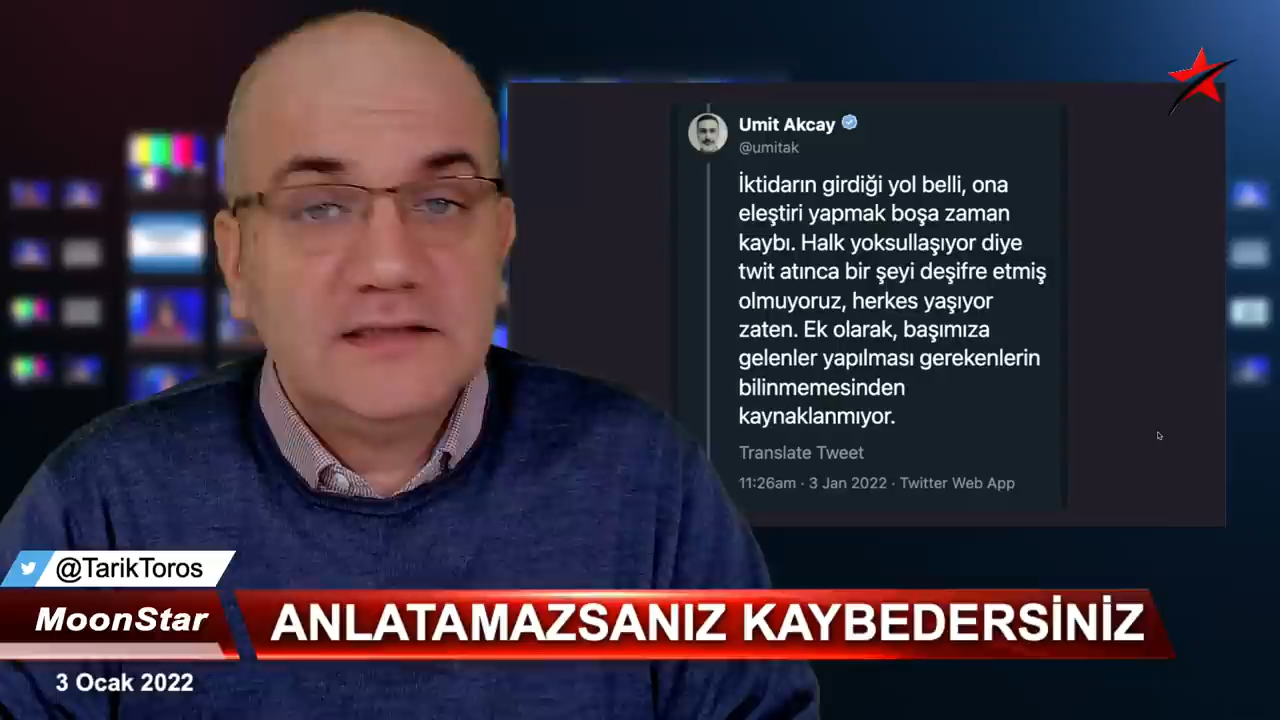 Umit Akcay
@umitak
İktidarın girdiği yol belli, ona
eleştiri yapmak boşa zaman
kaybı. Halk yoksullaşıyor diye
twit atınca bir şeyi deşifre etmiş
olmuyoruz, herkes yaşıyor
zaten. Ek olarak, başımıza
gelenler yapılması gerekenlerin
bilinmemesinden
kaynaklanmıyor.
Translate Tweet
11:26am · 3 Jan 2022 · Twitter Web App
@TarikToros
MoonStar
ANLATAMAZSANIZ KAYBEDERSİNİZ
3 Ocak 2022